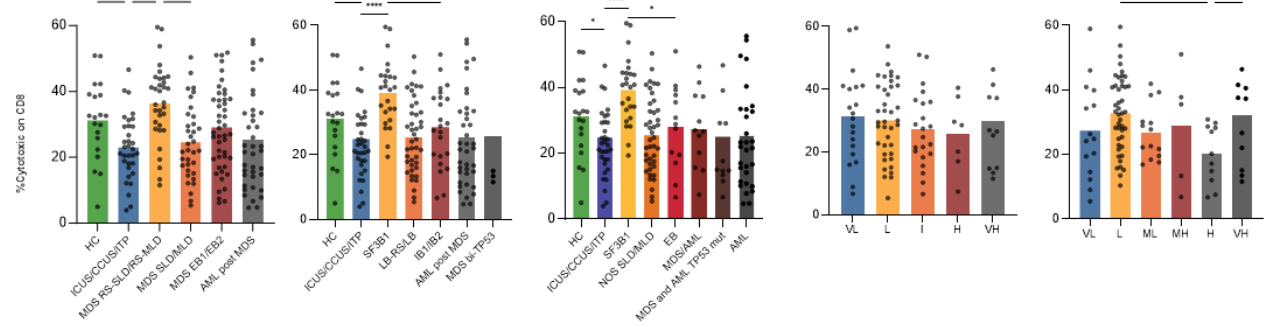 ****
*
*
%Cytotoxic on CD8
60
40
20
0
HC
ICUS/CCUS/ITP
MDS RS-SLD/RS-MLD
MDS SLD/MLD
MDS EB1/EB2
AML post MDS
60
40
20
0
HC
ICUS/CCUS/ITP
SF3B1
LB-RS/LB
IB1/IB2
AML post MDS
MDS bi-TP53
60
40
20
0
HC
ICUS/CCUS/ITP
SF3B1
NOS SLD/MLD
EB
MDS/AML
MDS and AML TP53 mut
AML
60
40
20
0
VL
L
I
H
VH
60
40
20
0
VL
L
ML
MH
H
VH